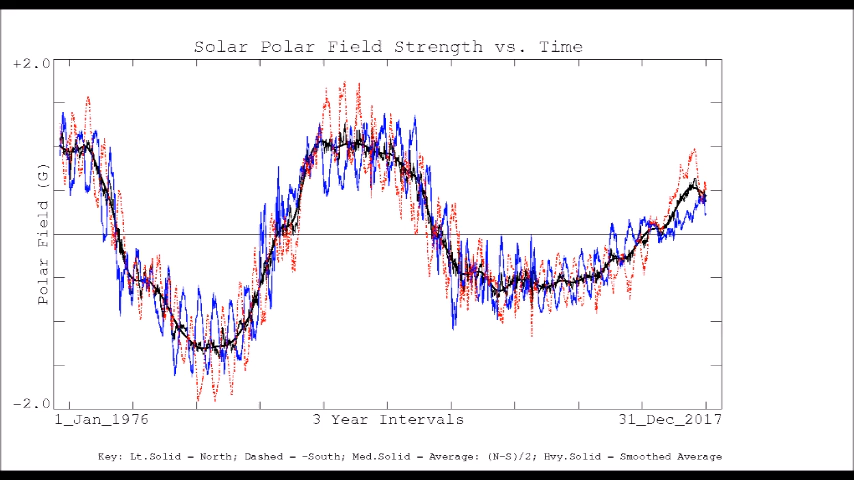 Solar Polar Field Strength vs. Time
+2.0
Polar Field (G)
-2.0
1_Jan_1976 3 Year Intervals 31_Dec_2017
Key: Lt.Solid = North; Dashed = -South; Med.Solid = Average: (N-S)/2; Hvy.Solid = Smoothed Average